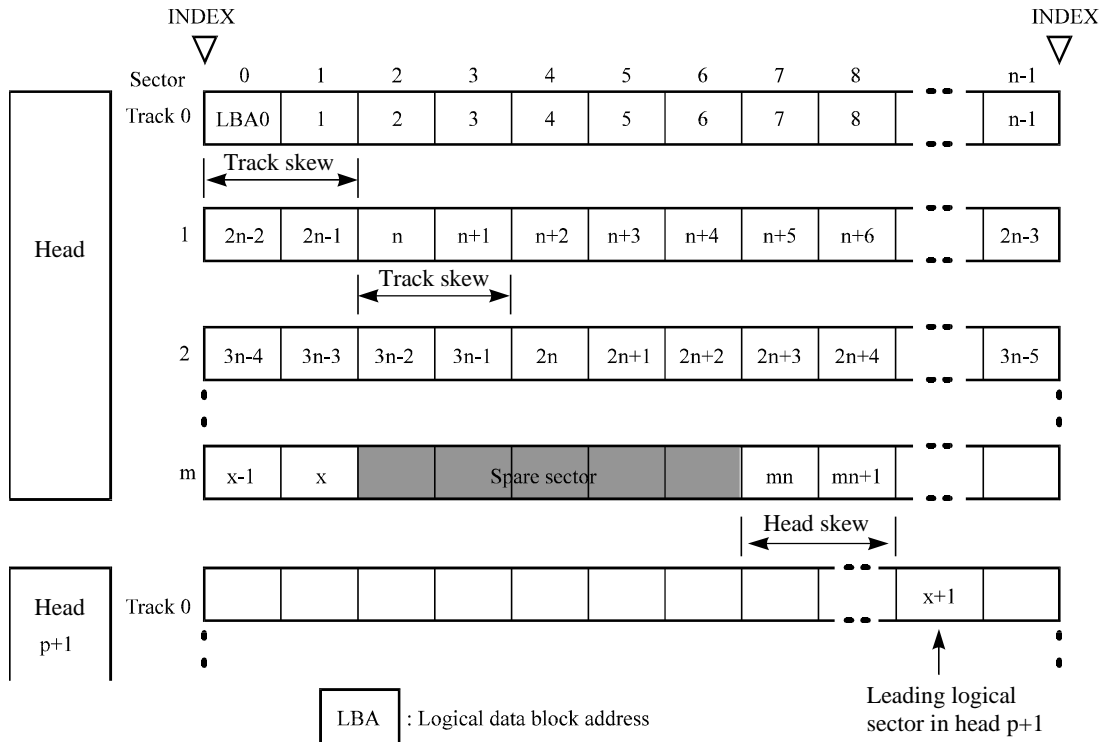 INDEX INDEX
Sector 0 1 2 3 4 5 6 7 8 n-1
Track 0 LBA0 1 2 3 4 5 6 7 8 n-1
Track skew
Head 1 2n-2 2n-1 n n+1 n+2 n+3 n+4 n+5 n+6 2n-3
Track skew
2 3n-4 3n-3 3n-2 3n-1 2n 2n+1 2n+2 2n+3 2n+4 3n-5
m x-1 x Spare sector mn mn+1
Head skew
Head Track 0 x+1
p+1
Leading logical
LBA : Logical data block address sector in head p+1